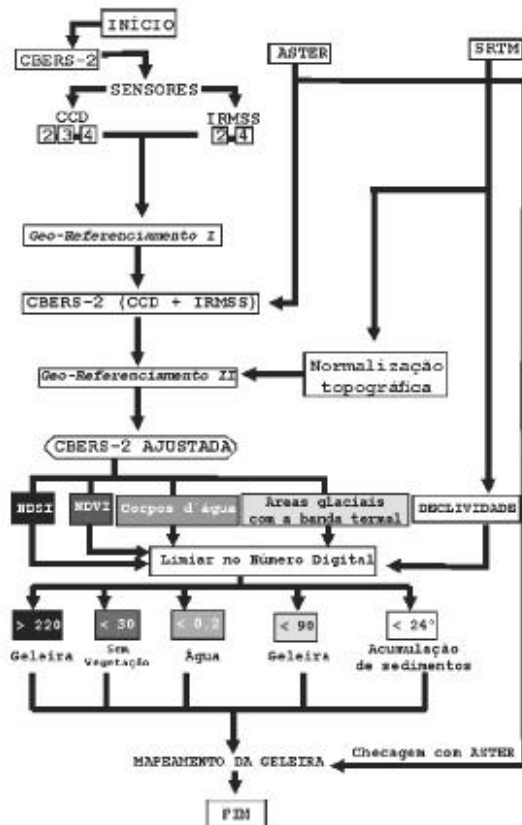 INÍCIO
CBERS-2
ASTER
SRTM
SENSORES
CCD
IRMSS
2 3 4
2 4
Geo-Referenciamento I
CBERS-2 (CCD + IRMSS)
Normalização
topográfica
Geo-Referenciamento II
CBERS-2 AJUSTADA
NDSI
NDVI
Corpos d'água
Áreas glaciais
com a banda termal
DECLIVIDADE
Limiar no Número Digital
> 220
< 30
< 0,2
< 90
< 24°
Geleira
Sem
Vegetação
Água
Geleira
Acumulação
de sedimentos
Checagem com ASTER
MAPEAMENTO DA GELEIRA
FIM